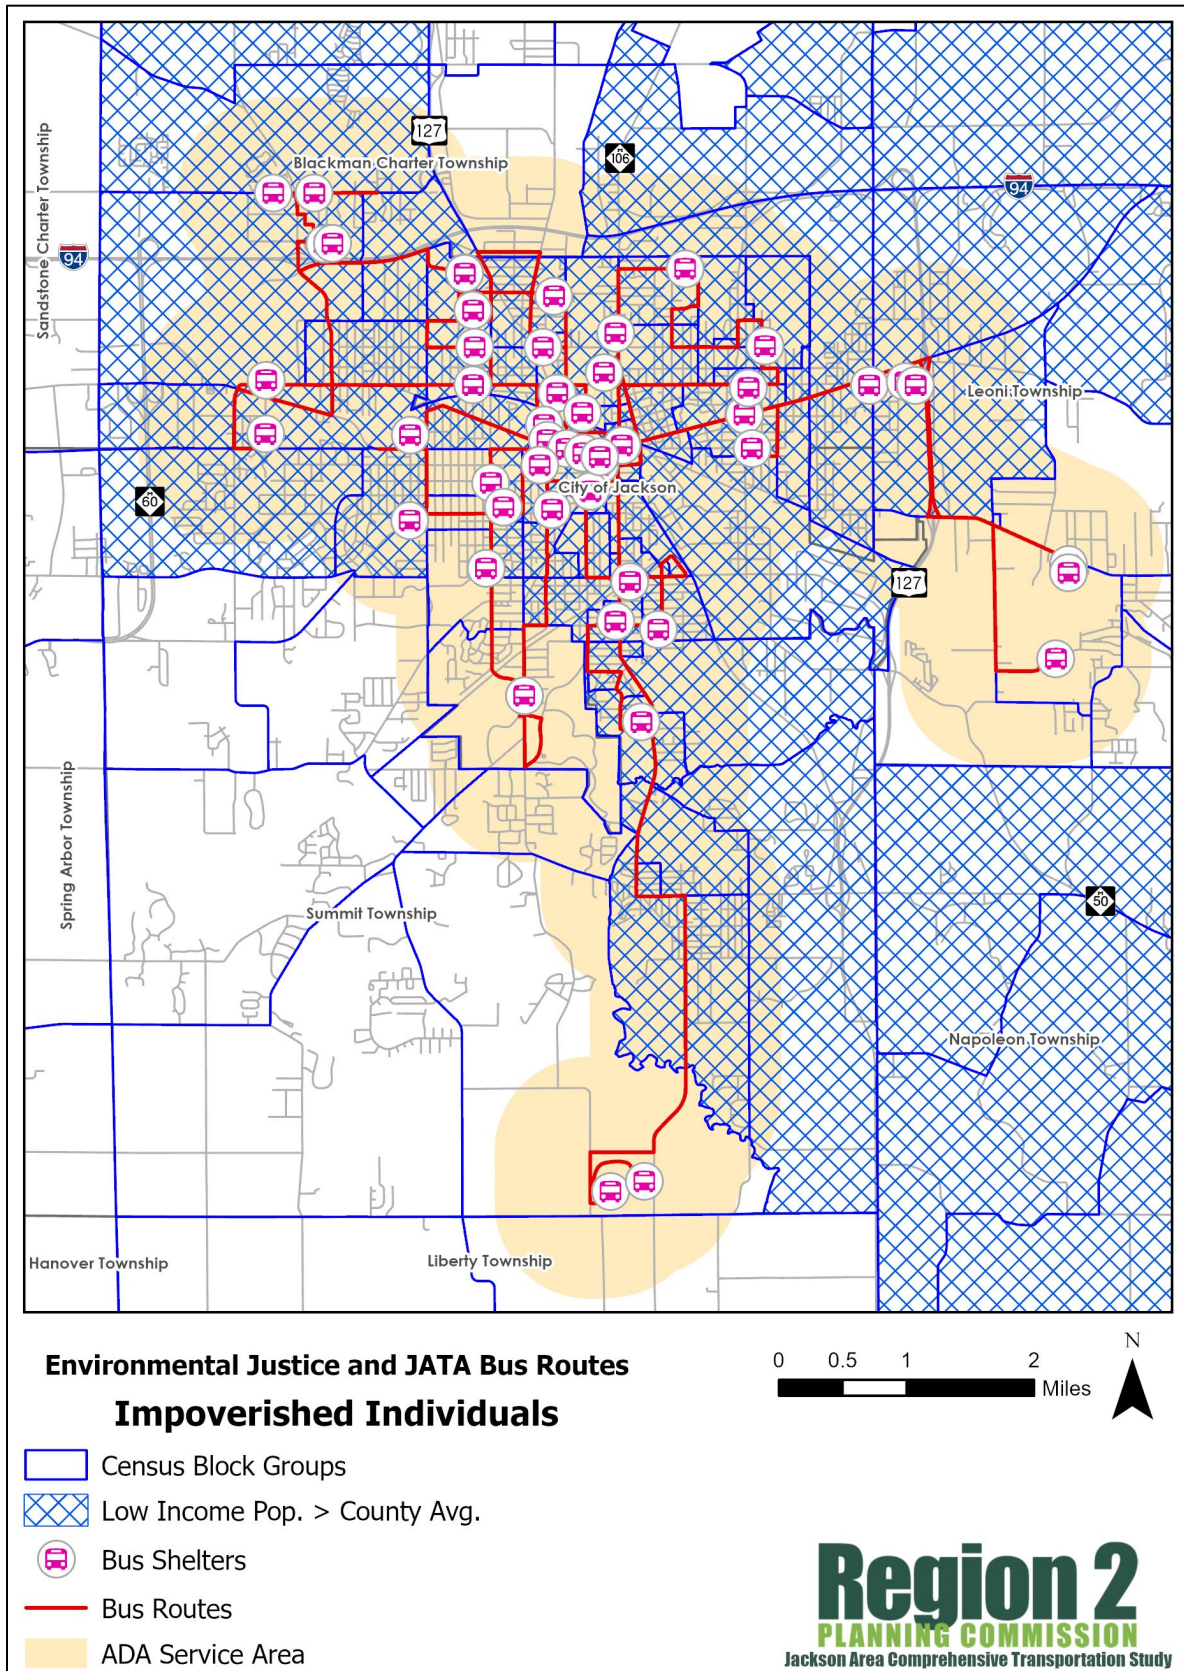 127
Blackman Charter Township
M
106
94
Sandstone Charter Township
94
Leoni Township
City of Jackson
M
60
127
Spring Arbor Township
Summit Township
M
50
Napoleon Township
Hanover Township
Liberty Township
Environmental Justice and JATA Bus Routes
Impoverished Individuals
0 0.5 1 2
Miles
N
Census Block Groups
Low Income Pop. > County Avg.
Bus Shelters
Bus Routes
ADA Service Area
Region 2
PLANNING COMMISSION
Jackson Area Comprehensive Transportation Study